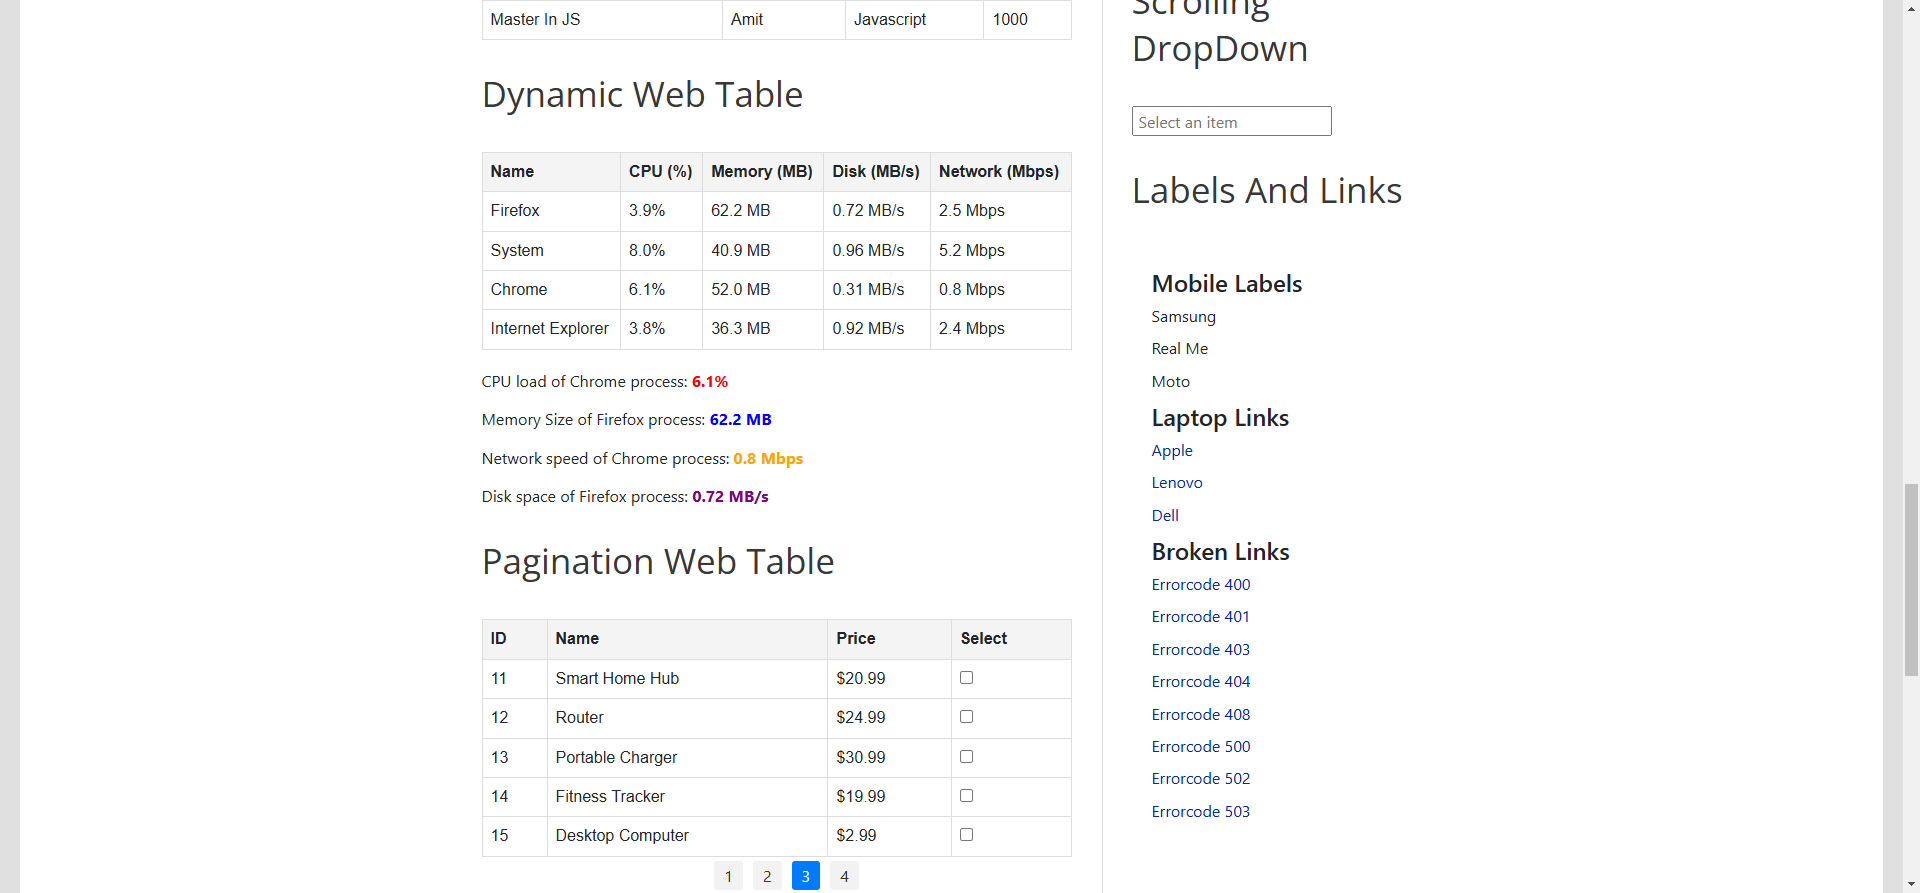 Master In JS Amit Javascript 1000
Dynamic Web Table
Name CPU (%) Memory (MB) Disk (MB/s) Network (Mbps)
Firefox 3.9% 62.2 MB 0.72 MB/s 2.5 Mbps
System 8.0% 40.9 MB 0.96 MB/s 5.2 Mbps
Chrome 6.1% 52.0 MB 0.31 MB/s 0.8 Mbps
Internet Explorer 3.8% 36.3 MB 0.92 MB/s 2.4 Mbps
CPU load of Chrome process: 6.1%
Memory Size of Firefox process: 62.2 MB
Network speed of Chrome process: 0.8 Mbps
Disk space of Firefox process: 0.72 MB/s
Pagination Web Table
ID Name Price Select
11 Smart Home Hub $20.99
12 Router $24.99
13 Portable Charger $30.99
14 Fitness Tracker $19.99
15 Desktop Computer $2.99
1 2 3 4
Scrolling
DropDown
Select an item
Labels And Links
Mobile Labels
Samsung
Real Me
Moto
Laptop Links
Apple
Lenovo
Dell
Broken Links
Errorcode 400
Errorcode 401
Errorcode 403
Errorcode 404
Errorcode 408
Errorcode 500
Errorcode 502
Errorcode 503